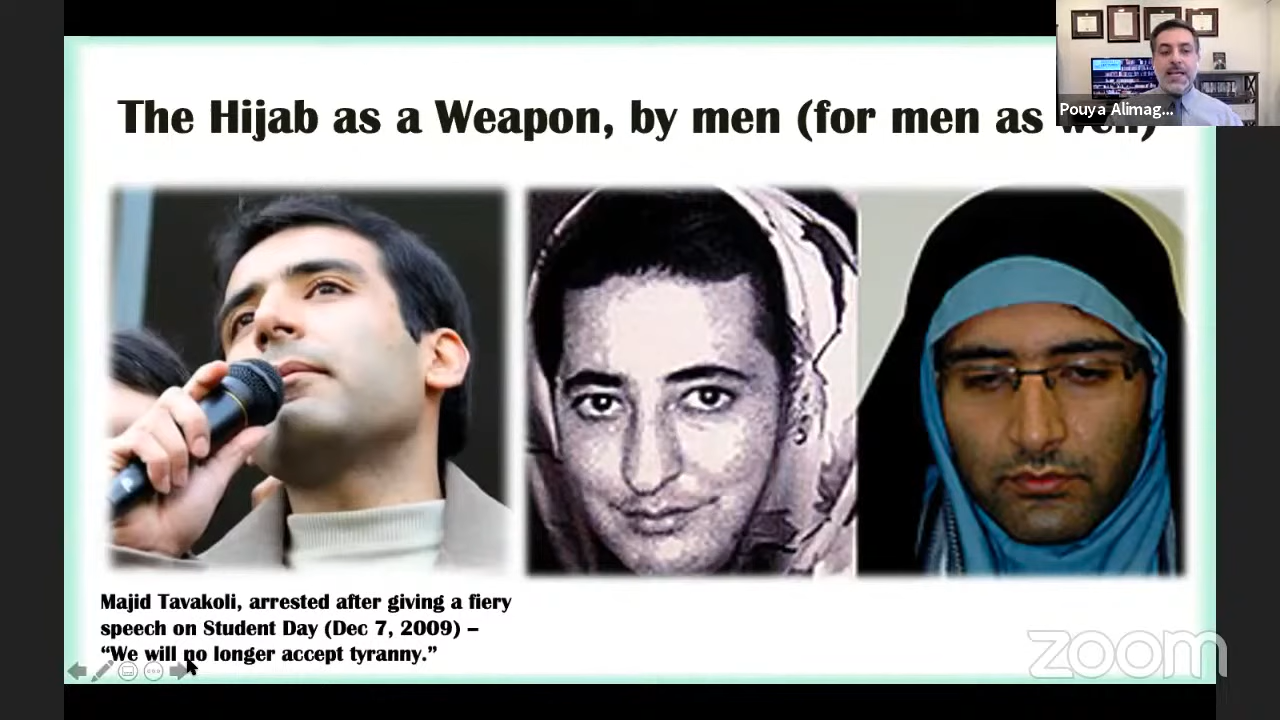 The Hijab as a Weapon, by men (for men as well)
Pouya Alimag...
Majid Tavakoli, arrested after giving a fiery
speech on Student Day (Dec 7, 2009) –
“We will no longer accept tyranny.”
zoom